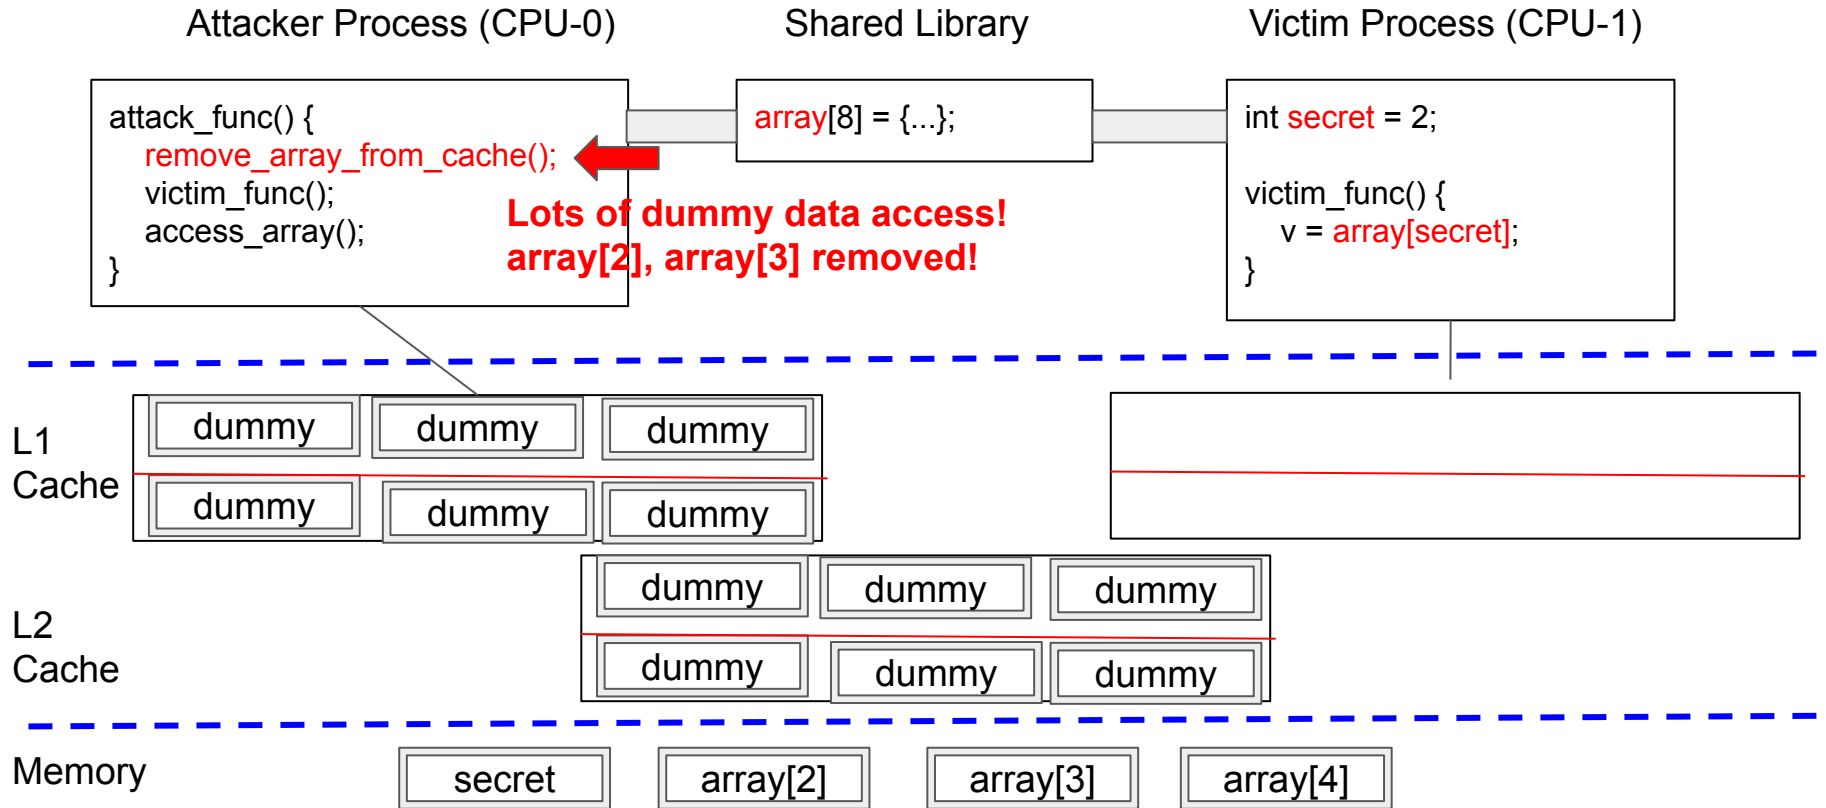 Attacker Process (CPU-0)
Shared Library
Victim Process (CPU-1)
attack_func() {
remove_array_from_cache();
victim_func();
access_array();
}
array[8] = {...};
Lots of dummy data access!
array[2], array[3] removed!
int secret = 2;
victim_func() {
v = array[secret];
}
L1
Cache
dummy dummy dummy
dummy dummy dummy
L2
Cache
dummy dummy dummy
dummy dummy dummy
Memory
secret array[2] array[3] array[4]